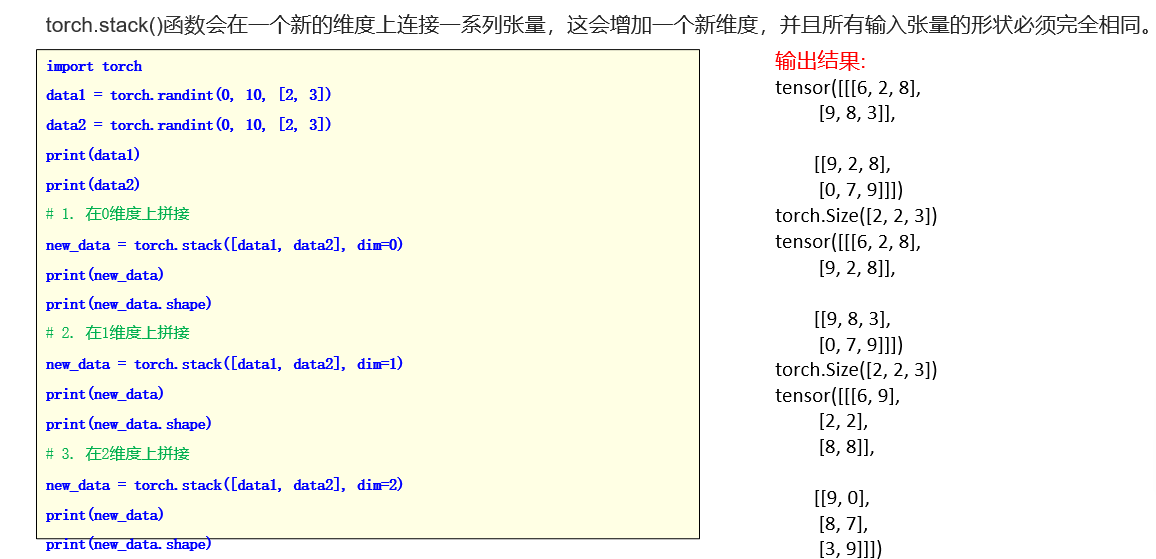 torch.stack()函数会在一个新的维度上连接一系列张量，这会增加一个新维度，并且所有输入张量的形状必须完全相同。
import torch
data1 = torch.randint(0, 10, [2, 3])
data2 = torch.randint(0, 10, [2, 3])
print(data1)
print(data2)
# 1. 在0维度上拼接
new_data = torch.stack([data1, data2], dim=0)
print(new_data)
print(new_data.shape)
# 2. 在1维度上拼接
new_data = torch.stack([data1, data2], dim=1)
print(new_data)
print(new_data.shape)
# 3. 在2维度上拼接
new_data = torch.stack([data1, data2], dim=2)
print(new_data)
print(new_data.shape)
输出结果:
tensor([[[6, 2, 8],
[9, 8, 3]],
[[9, 2, 8],
[0, 7, 9]]])
torch.Size([2, 2, 3])
tensor([[[6, 2, 8],
[9, 2, 8]],
[[9, 8, 3],
[0, 7, 9]]])
torch.Size([2, 2, 3])
tensor([[[6, 9],
[2, 2],
[8, 8]],
[[9, 0],
[8, 7],
[3, 9]]])